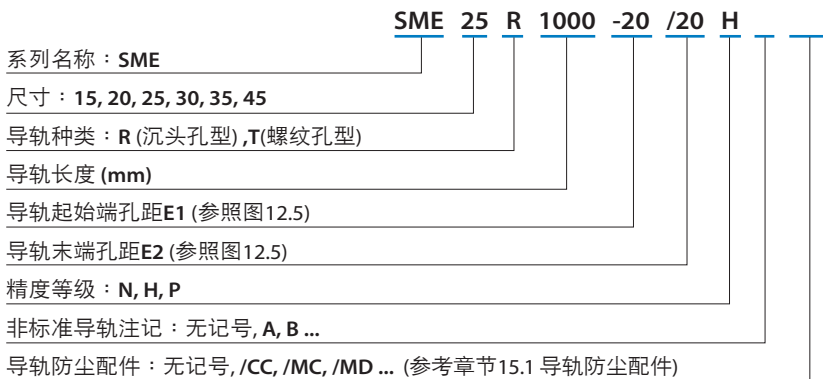 SME 25 R 1000 -20 /20 H
系列名称：SME
尺寸：15, 20, 25, 30, 35, 45
导轨种类：R (沉头孔型) ,T(螺纹孔型)
导轨长度 (mm)
导轨起始端孔距E1 (参照图12.5)
导轨末端孔距E2 (参照图12.5)
精度等级：N, H, P
非标准导轨注记：无记号, A, B ...
导轨防尘配件：无记号, /CC, /MC, /MD ... (参考章节15.1 导轨防尘配件)